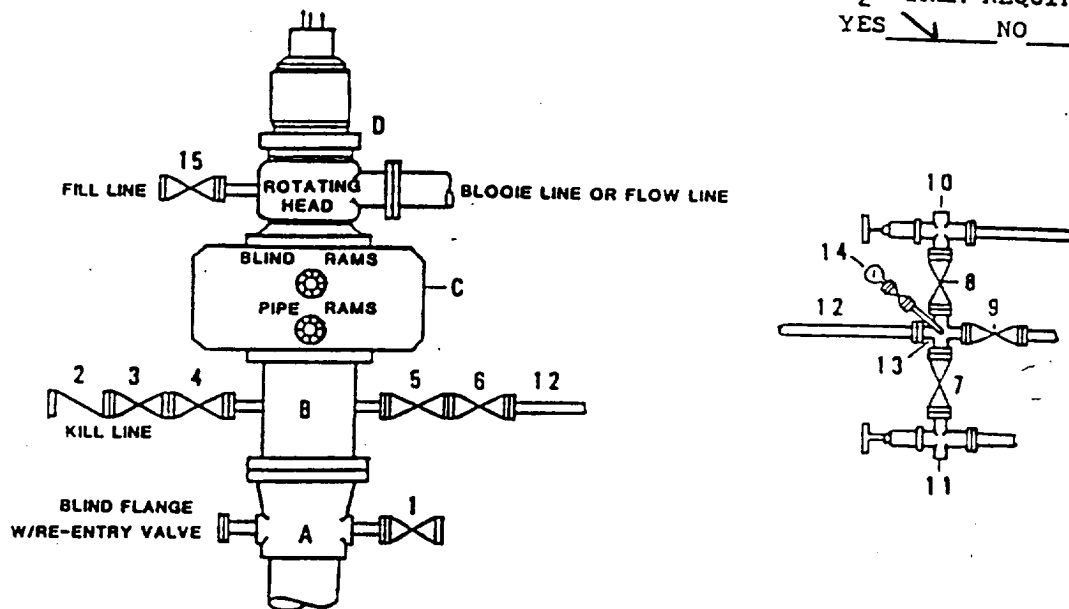 YES NO
D
15
FILL LINE
ROTATING
HEAD
BLOOIE LINE OR FLOW LINE
BLIND RAMS
PIPE RAMS
C
2 3 4
KILL LINE
B
5 6 12
BLIND FLANGE
W/RE-ENTRY VALVE
A
1
10
14
8
12
9
13
7
11